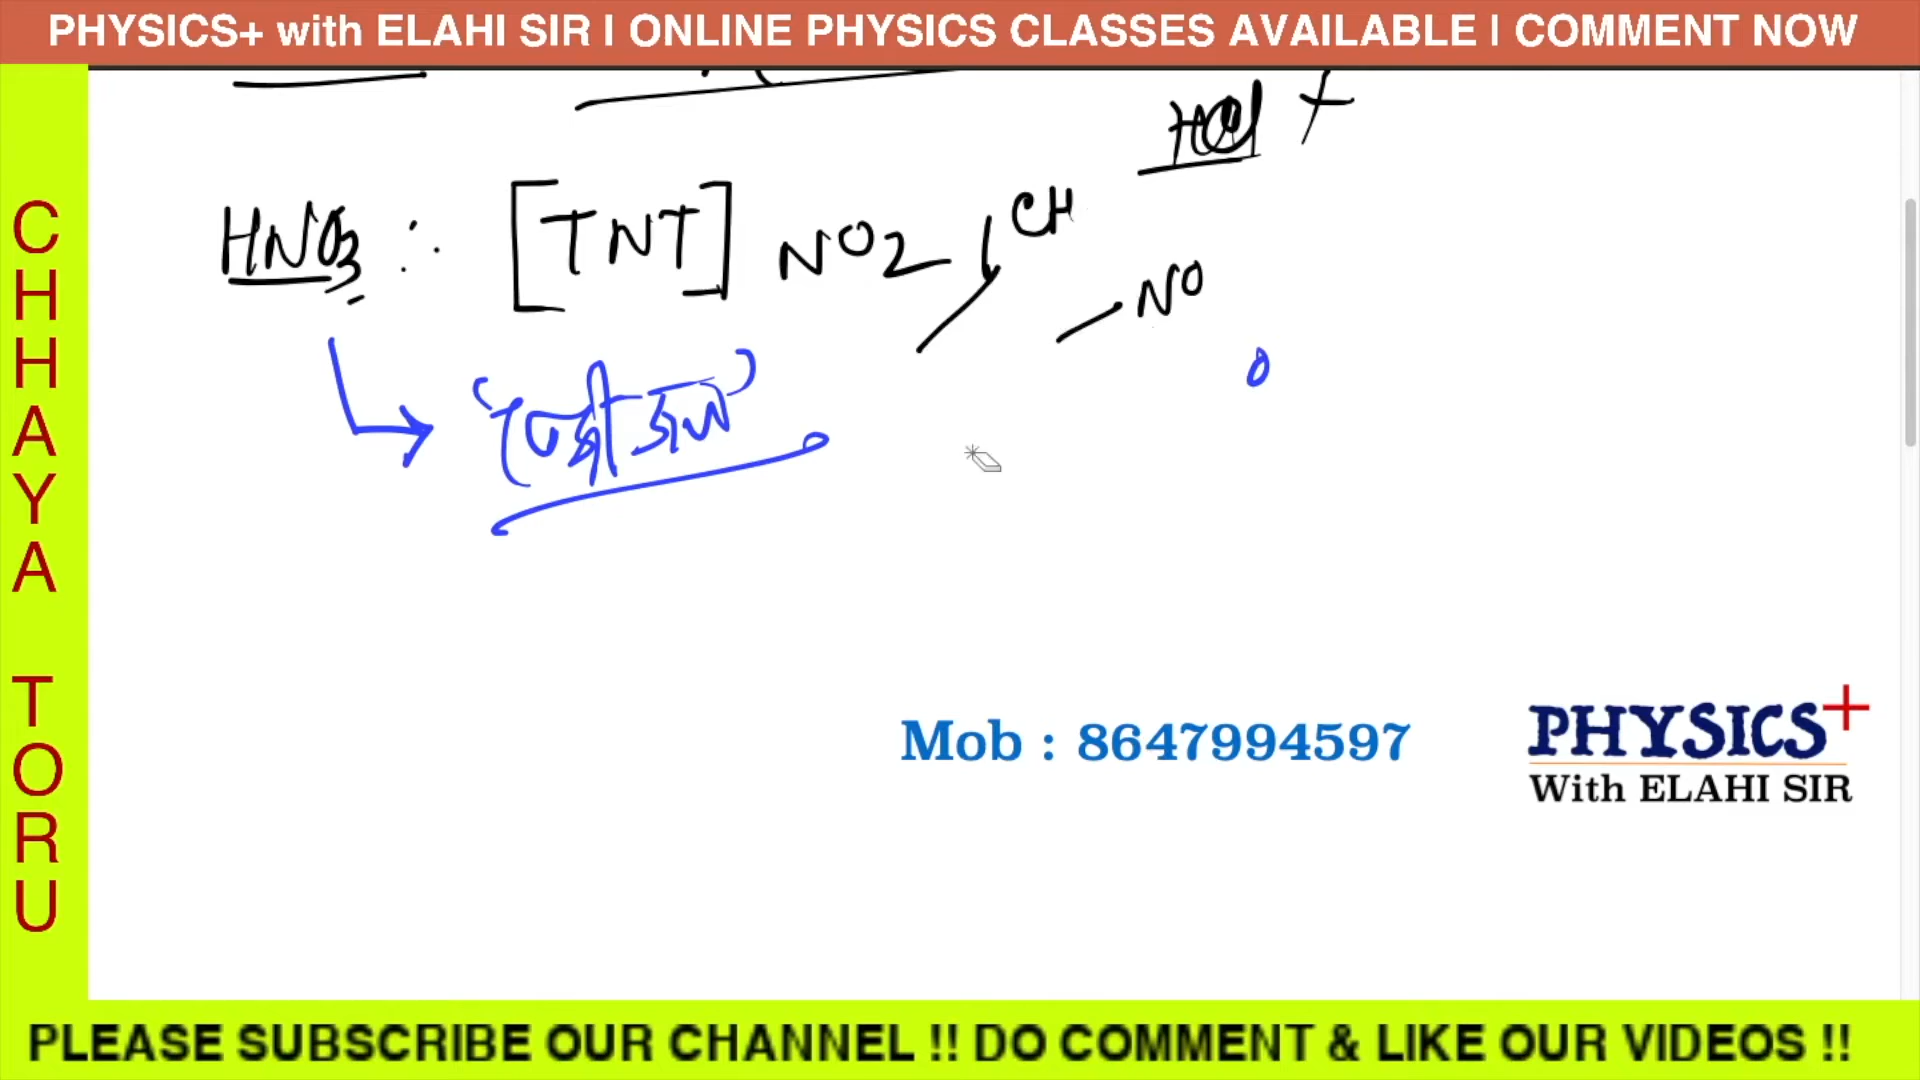 PHYSICS+ with ELAHI SIR I ONLINE PHYSICS CLASSES AVAILABLE I COMMENT NOW
CHHAYA TORU
HNO3 ∴ [TNT] NO2 CH
NO
Mob : 8647994597
PHYSICS+
With ELAHI SIR
PLEASE SUBSCRIBE OUR CHANNEL !! DO COMMENT & LIKE OUR VIDEOS !!